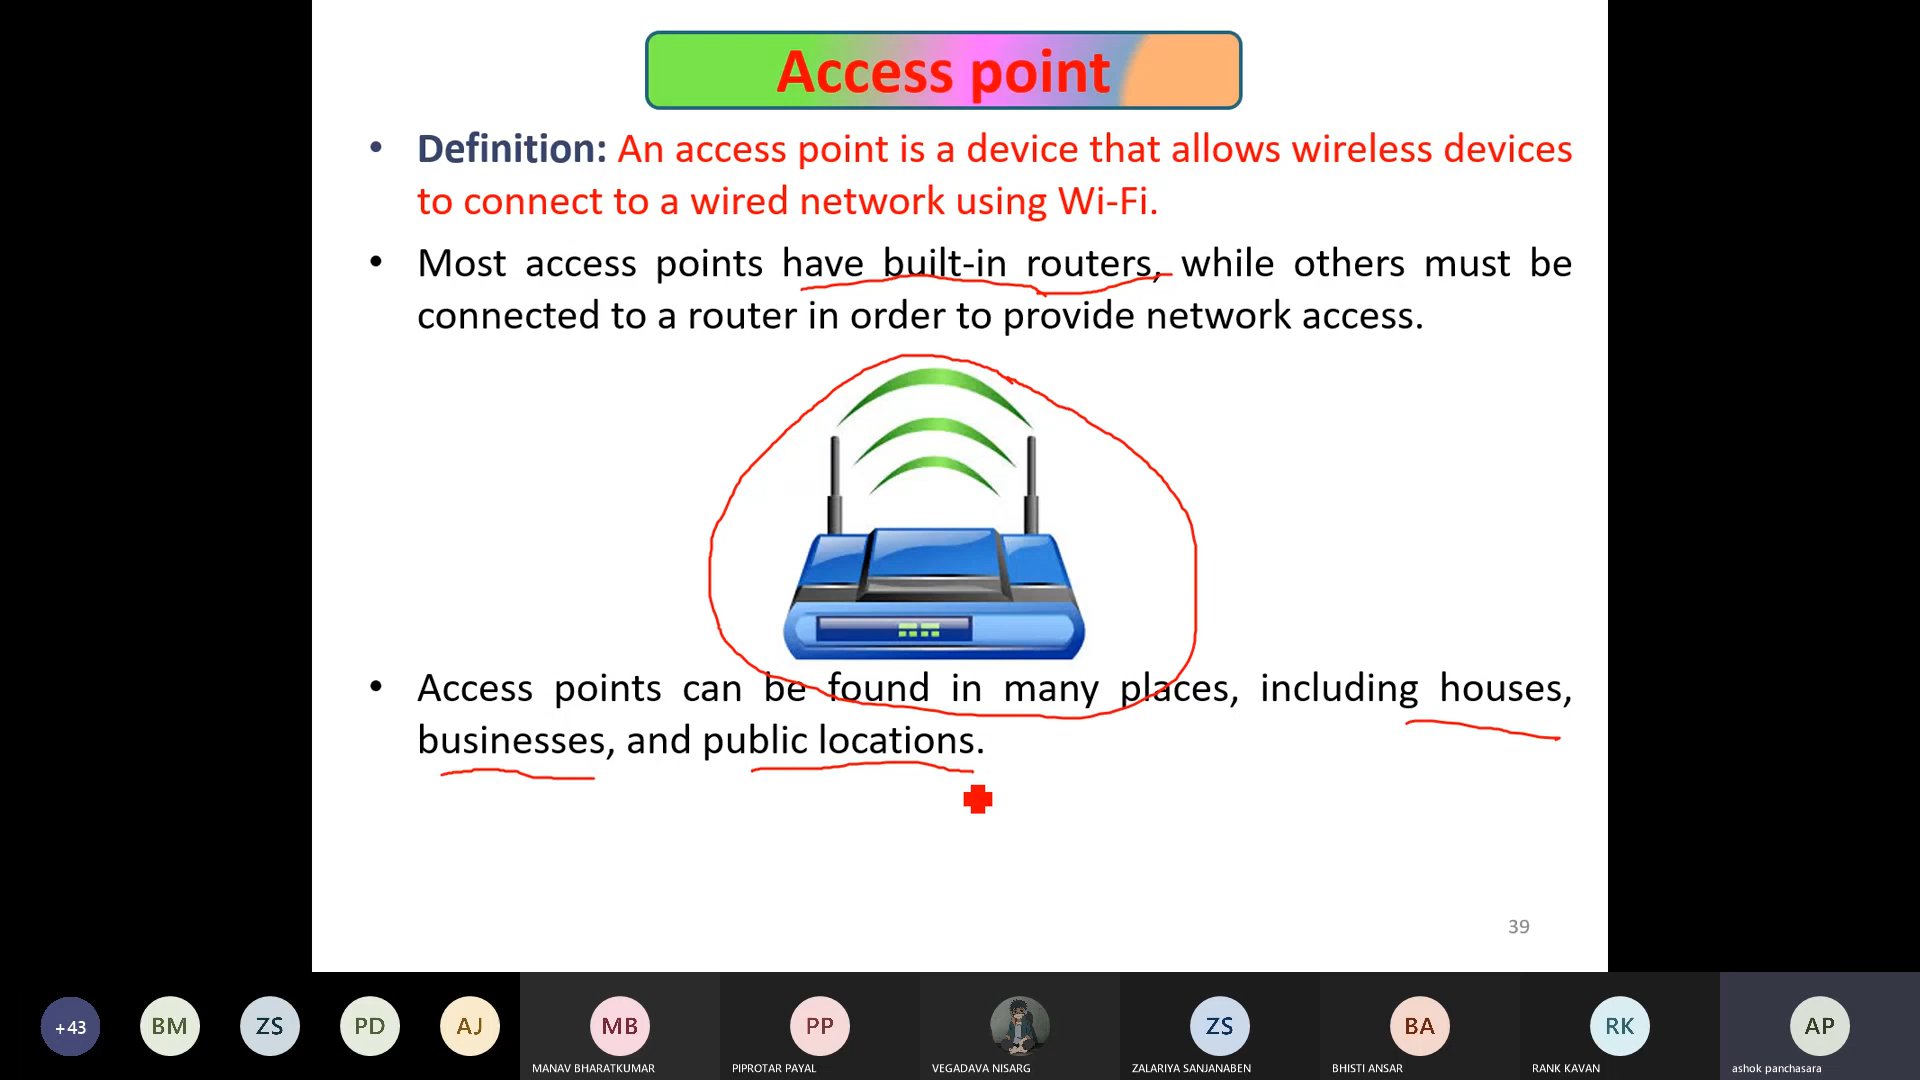 Access point
• Definition: An access point is a device that allows wireless devices
to connect to a wired network using Wi-Fi.
• Most access points have built-in routers, while others must be
connected to a router in order to provide network access.
• Access points can be found in many places, including houses,
businesses, and public locations.
39
+43 BM ZS PD AJ MB PP ZS BA RK AP
MANAV BHARATKUMAR PIPROTAR PAYAL VEGADAVA NISARG ZALARIYA SANJANABEN BHISTI ANSAR RANK KAVAN ashok panchasara